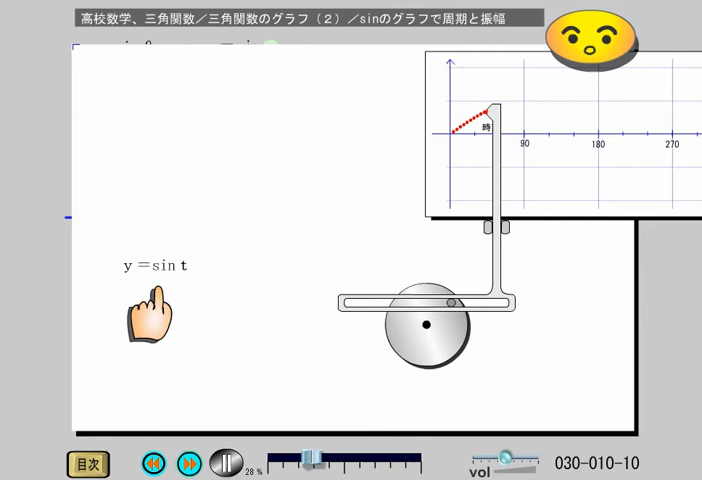 高校数学、三角関数／三角関数のグラフ（２）／sinのグラフで周期と振幅
時
90
180
270
y＝sin t
目次
28 %
vol
030-010-10